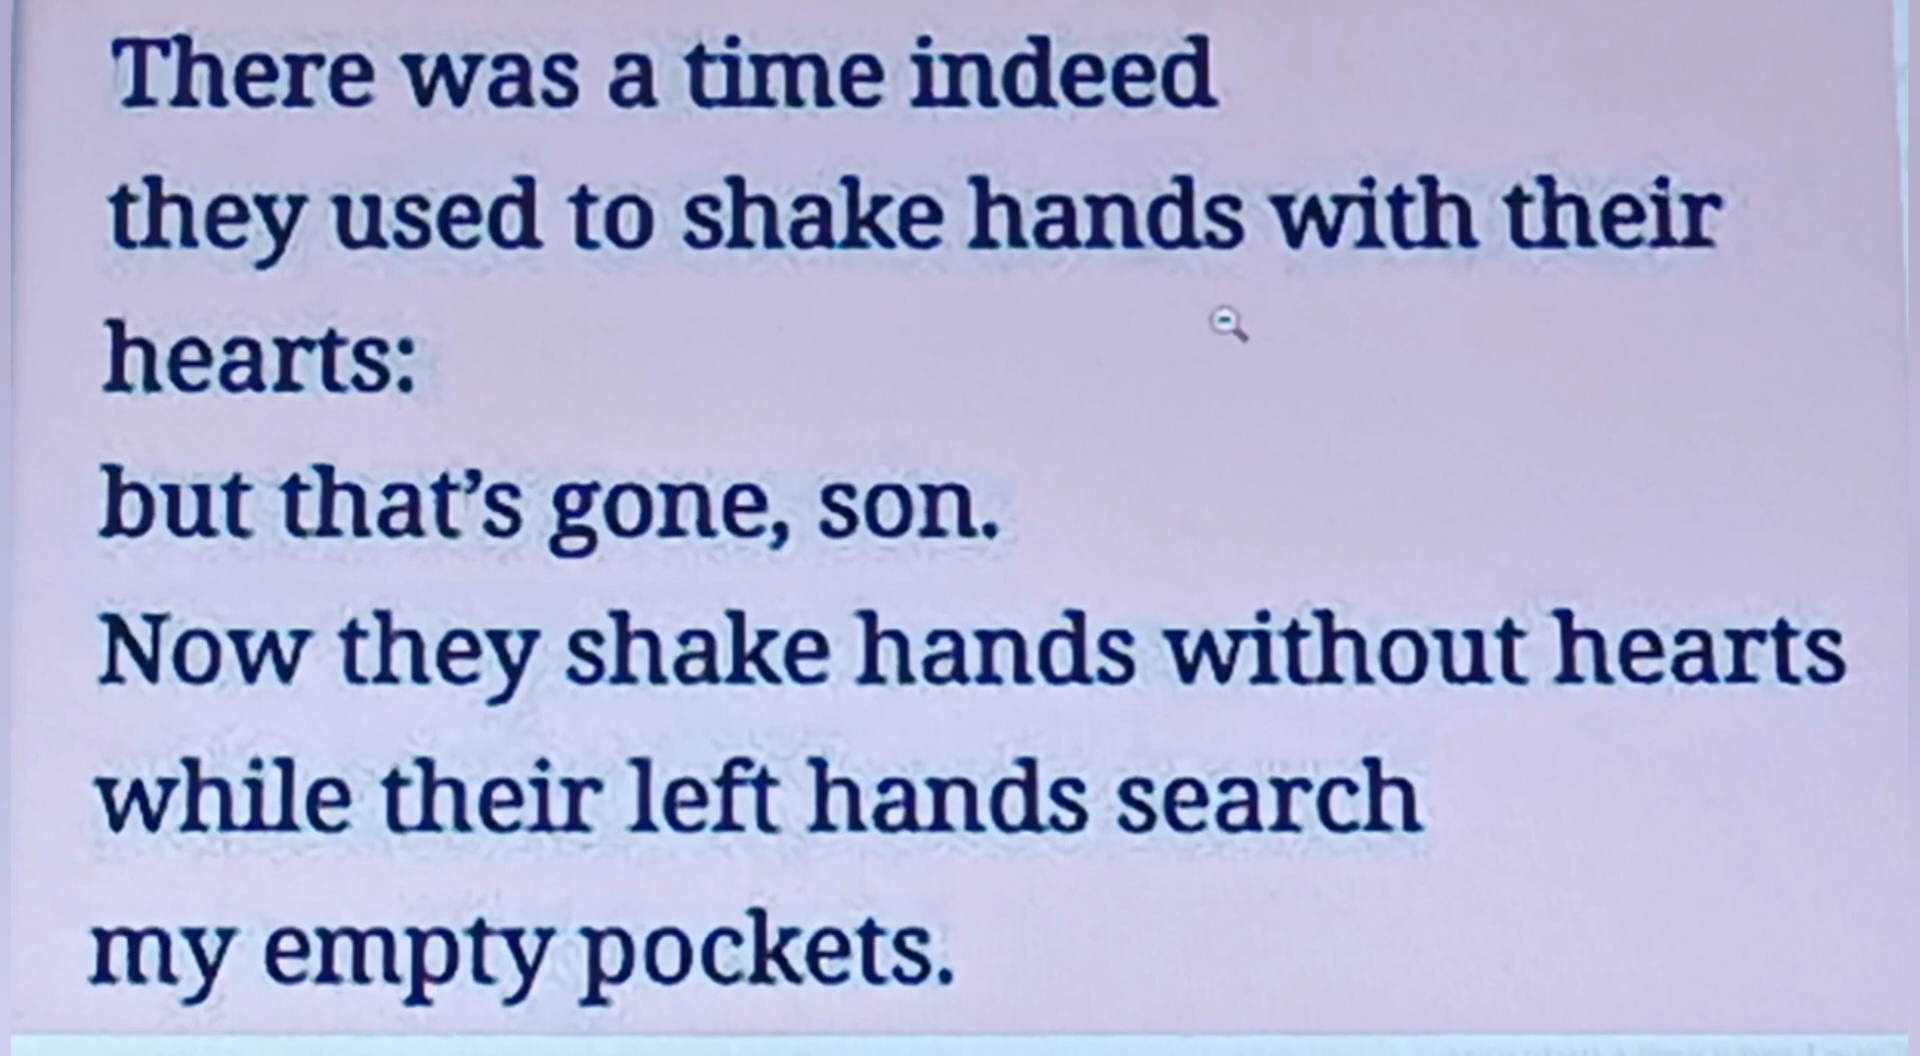 There was a time indeed
they used to shake hands with their
hearts:
but that’s gone, son.
Now they shake hands without hearts
while their left hands search
my empty pockets.